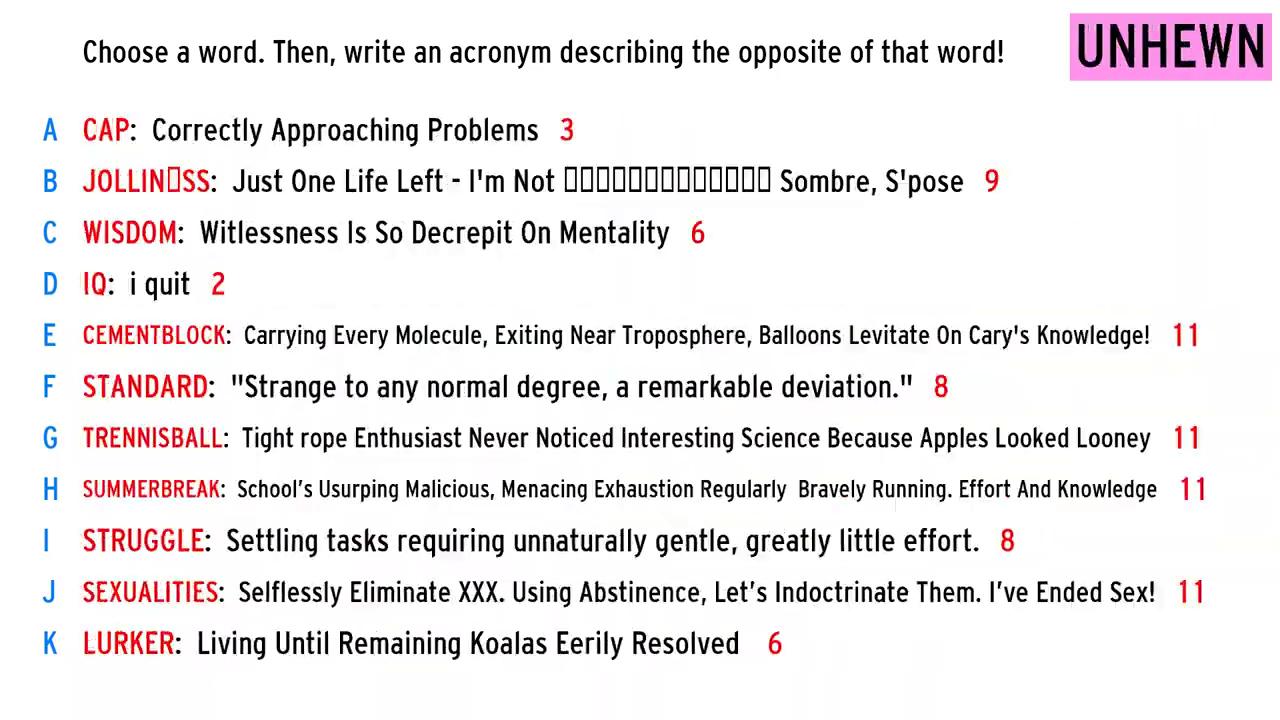 Choose a word. Then, write an acronym describing the opposite of that word!
UNHEWN
A CAP: Correctly Approaching Problems 3
B JOLLIN▯SS: Just One Life Left - I'm Not ▯▯▯▯▯▯▯▯▯▯▯▯▯ Sombre, S'pose 9
C WISDOM: Witlessness Is So Decrepit On Mentality 6
D IQ: i quit 2
E CEMENTBLOCK: Carrying Every Molecule, Exiting Near Troposphere, Balloons Levitate On Cary's Knowledge! 11
F STANDARD: "Strange to any normal degree, a remarkable deviation." 8
G TRENNISBALL: Tight rope Enthusiast Never Noticed Interesting Science Because Apples Looked Looney 11
H SUMMERBREAK: School’s Usurping Malicious, Menacing Exhaustion Regularly Bravely Running. Effort And Knowledge 11
I STRUGGLE: Settling tasks requiring unnaturally gentle, greatly little effort. 8
J SEXUALITIES: Selflessly Eliminate XXX. Using Abstinence, Let’s Indoctrinate Them. I’ve Ended Sex! 11
K LURKER: Living Until Remaining Koalas Eerily Resolved 6